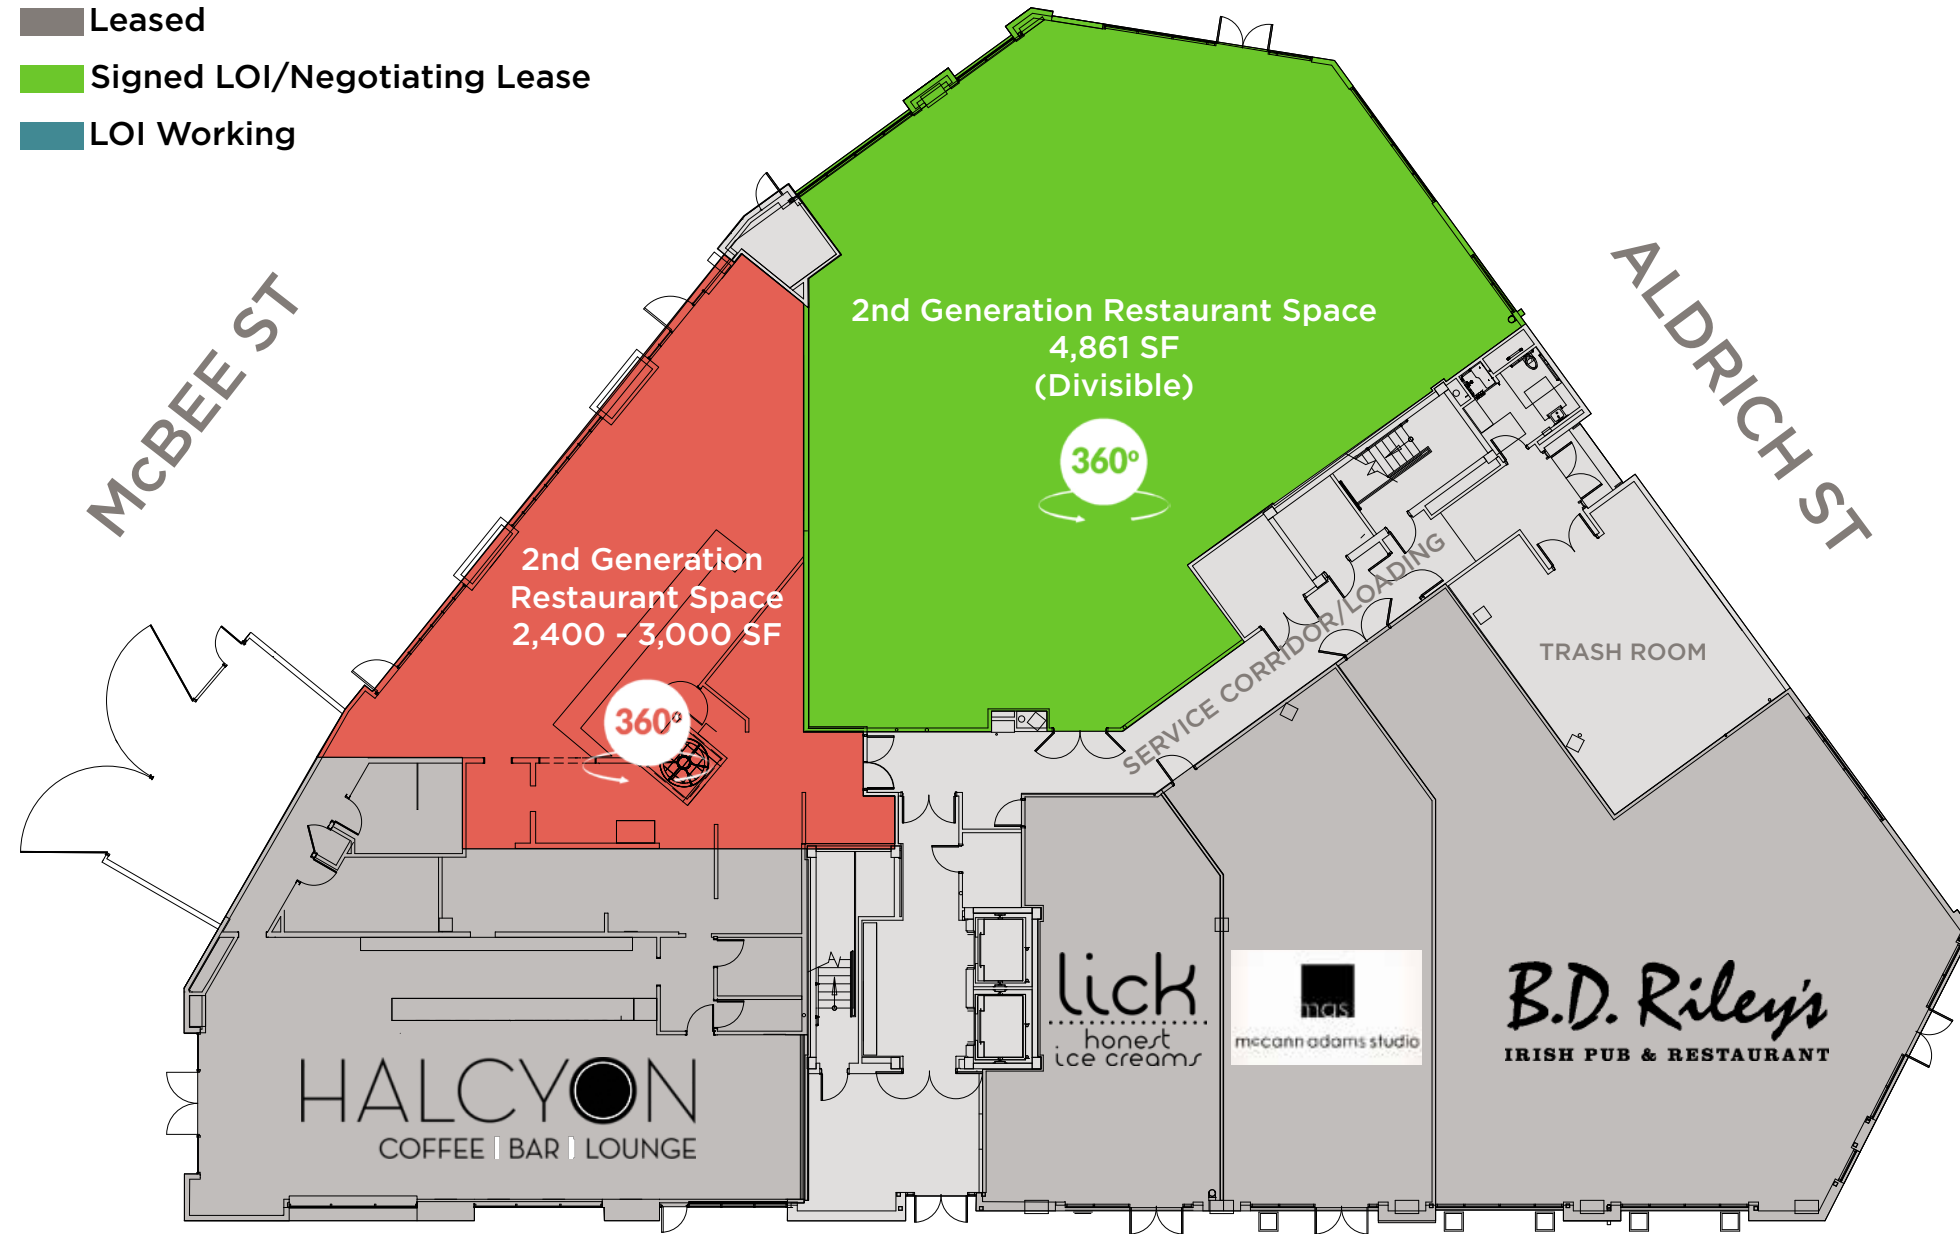 Leased
Signed LOI/Negotiating Lease
LOI Working
McBEE ST
ALDRICH ST
2nd Generation Restaurant Space
4,861 SF
(Divisible)
360°
2nd Generation
Restaurant Space
2,400 - 3,000 SF
360°
SERVICE CORRIDOR/LOADING
TRASH ROOM
HALCYON
COFFEE | BAR | LOUNGE
lick
honest
ice creams
mas
mccann adams studio
B.D. Riley's
IRISH PUB & RESTAURANT